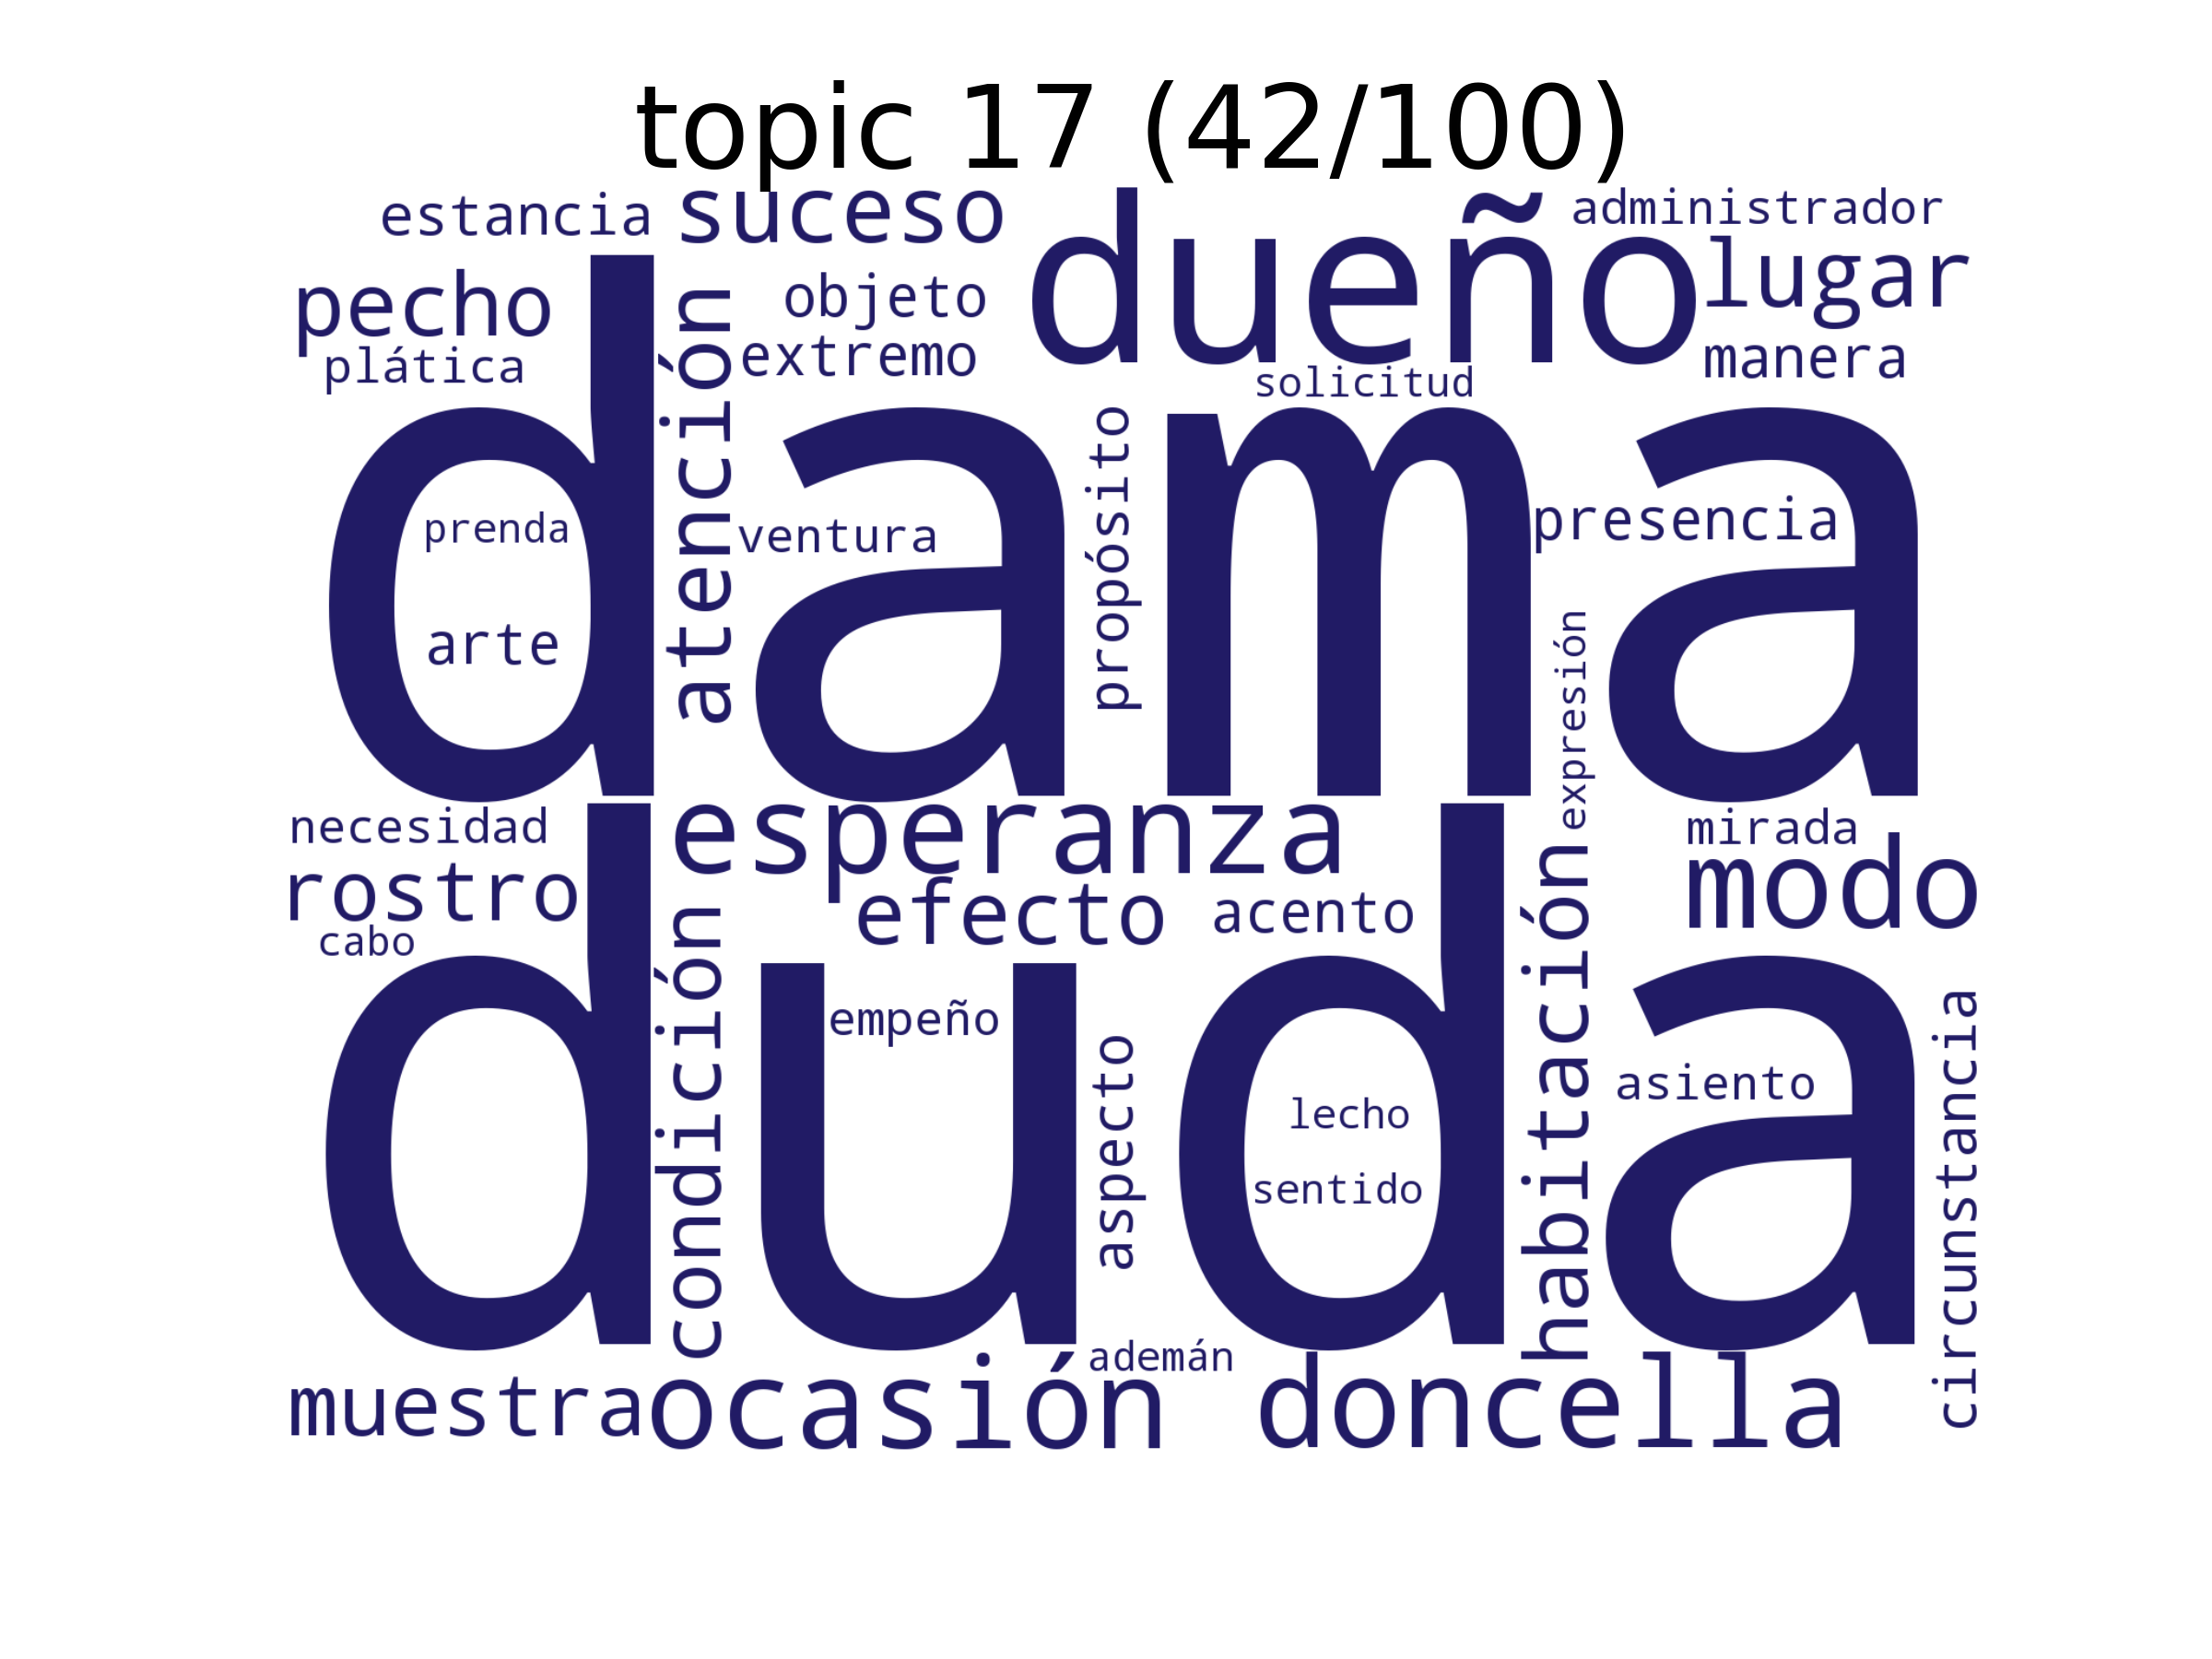 topic 17 (42/100)
estancia
suceso
dueño
administrador
lugar
pecho
objeto
plática
atención
extremo
manera
solicitud
dama
prenda
ventura
propósito
presencia
arte
expresión
necesidad
esperanza
mirada
rostro
efecto
acento
modo
cabo
condición
duda
habitación
empeño
aspecto
asiento
circunstancia
lecho
sentido
ademán
muestra
ocasión
doncella